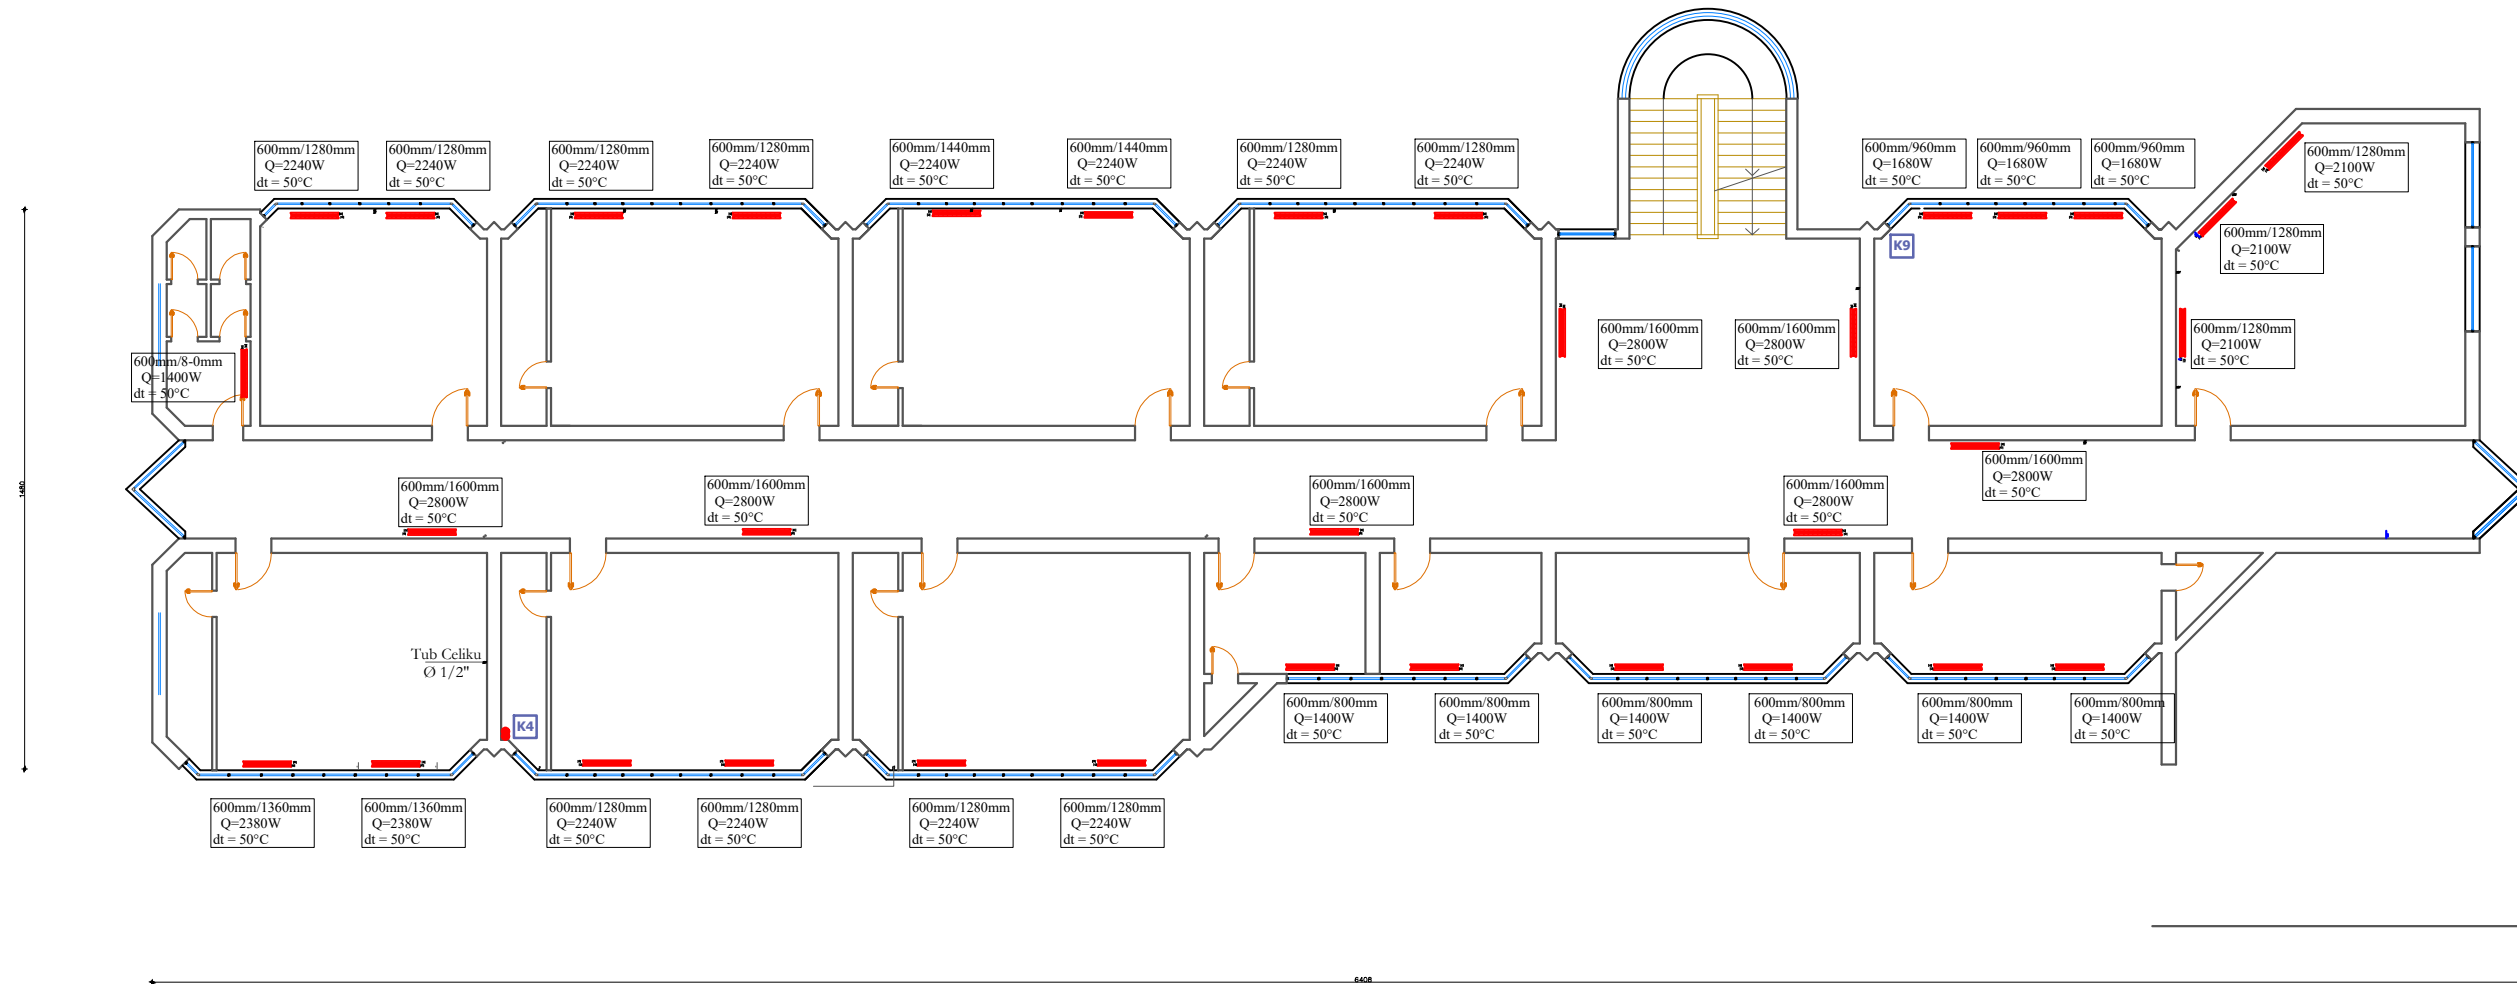 600mm/1280mm
Q=2240W
dt = 50°C
600mm/1280mm
Q=2240W
dt = 50°C
600mm/1280mm
Q=2240W
dt = 50°C
600mm/1280mm
Q=2240W
dt = 50°C
600mm/1440mm
Q=2240W
dt = 50°C
600mm/1440mm
Q=2240W
dt = 50°C
600mm/1280mm
Q=2240W
dt = 50°C
600mm/1280mm
Q=2240W
dt = 50°C
600mm/960mm
Q=1680W
dt = 50°C
600mm/960mm
Q=1680W
dt = 50°C
600mm/960mm
Q=1680W
dt = 50°C
600mm/1280mm
Q=2100W
dt = 50°C
600mm/1280mm
Q=2100W
dt = 50°C
K9
600mm/8-0mm
Q=1400W
dt = 50°C
600mm/1600mm
Q=2800W
dt = 50°C
600mm/1600mm
Q=2800W
dt = 50°C
600mm/1280mm
Q=2100W
dt = 50°C
1480
600mm/1600mm
Q=2800W
dt = 50°C
600mm/1600mm
Q=2800W
dt = 50°C
600mm/1600mm
Q=2800W
dt = 50°C
600mm/1600mm
Q=2800W
dt = 50°C
600mm/1600mm
Q=2800W
dt = 50°C
Tub Celiku
Ø 1/2"
K4
600mm/800mm
Q=1400W
dt = 50°C
600mm/800mm
Q=1400W
dt = 50°C
600mm/800mm
Q=1400W
dt = 50°C
600mm/800mm
Q=1400W
dt = 50°C
600mm/800mm
Q=1400W
dt = 50°C
600mm/800mm
Q=1400W
dt = 50°C
600mm/1360mm
Q=2380W
dt = 50°C
600mm/1360mm
Q=2380W
dt = 50°C
600mm/1280mm
Q=2240W
dt = 50°C
600mm/1280mm
Q=2240W
dt = 50°C
600mm/1280mm
Q=2240W
dt = 50°C
600mm/1280mm
Q=2240W
dt = 50°C
6408